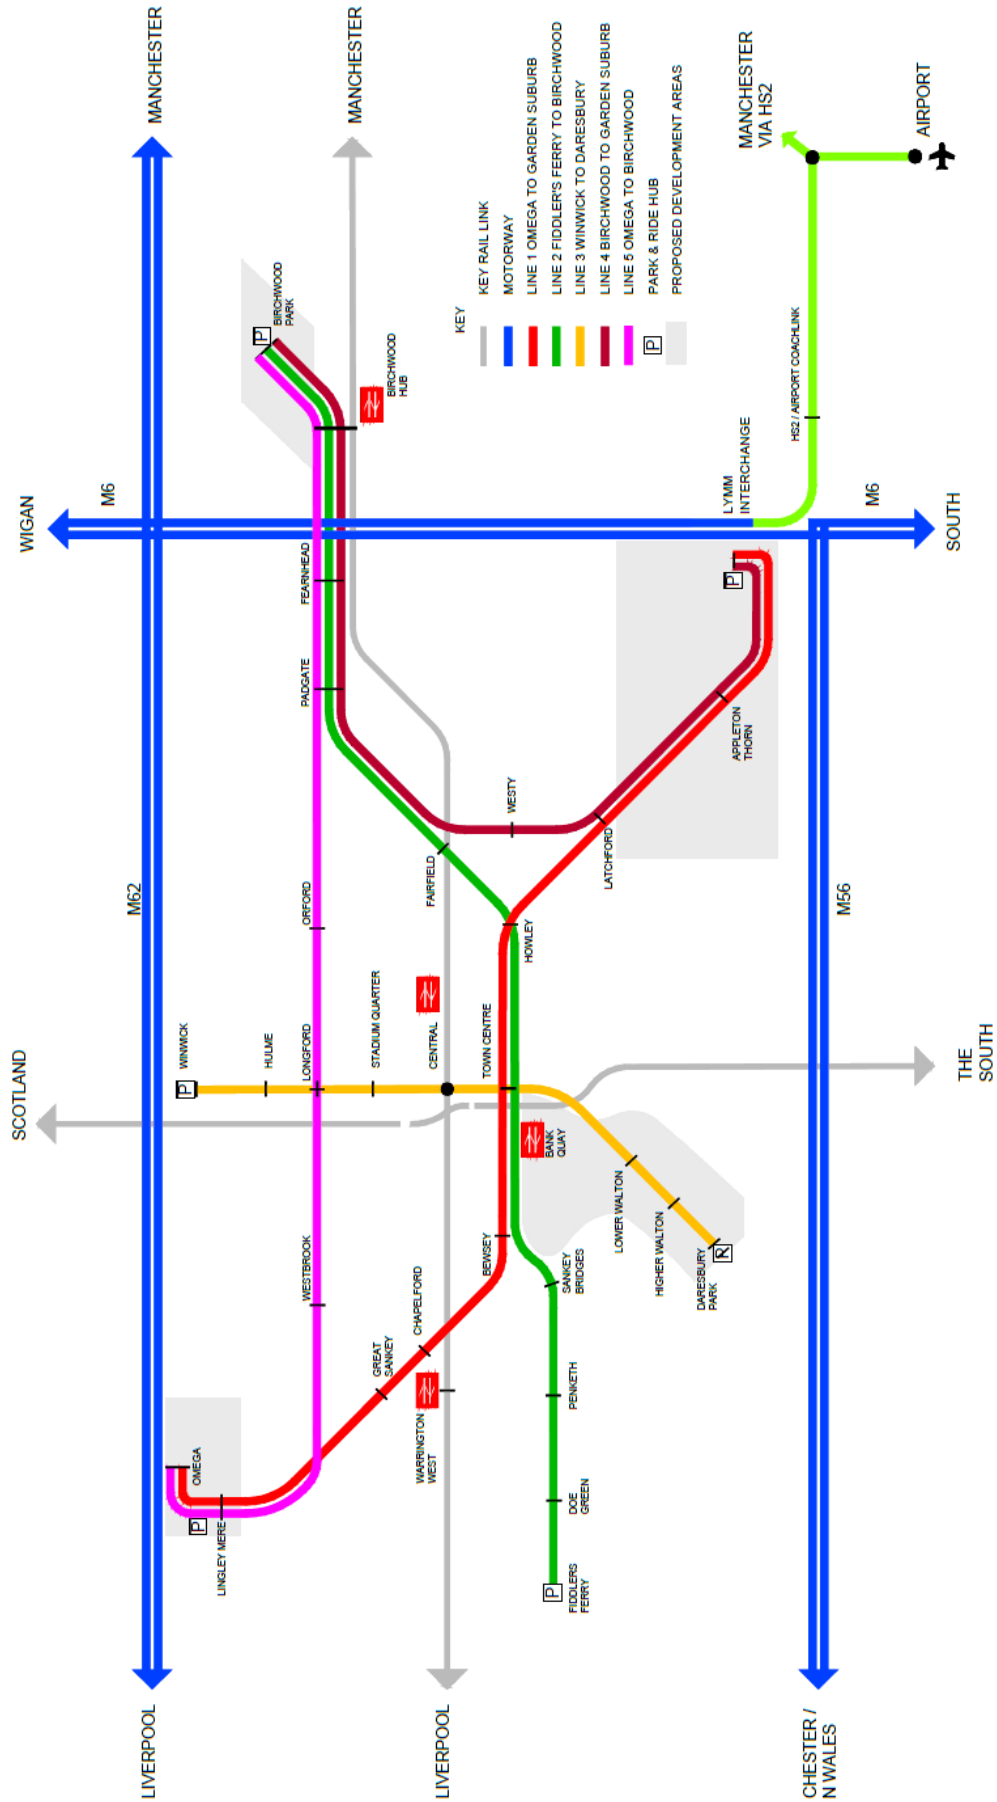 WIGAN
SCOTLAND
M6
MANCHESTER
LIVERPOOL
M62
MANCHESTER
LIVERPOOL
P
WINWICK
HULME
LONGFORD
STADIUM QUARTER
CENTRAL
TOWN CENTRE
BANK
QUAY
LOWER WALTON
HIGHER WALTON
DARESBURY
PARK
OMEGA
P
LINGLEY MERE
WESTBROOK
ORFORD
PADGATE
FEARNHEAD
P
BIRCHWOOD
PARK
BIRCHWOOD
HUB
GREAT
SANKEY
CHAPELFORD
WARRINGTON
WEST
BEWSEY
SANKEY
BRIDGES
PENKETH
DOE
GREEN
P
FIDDLERS
FERRY
HOWLEY
FAIRFIELD
WESTY
LATCHFORD
APPLETON
THORN
P
LYMM
INTERCHANGE
HS2 / AIRPORT COACHLINK
MANCHESTER
VIA HS2
AIRPORT
M6
SOUTH
M56
CHESTER /
N WALES
THE
SOUTH
KEY
KEY RAIL LINK
MOTORWAY
LINE 1 OMEGA TO GARDEN SUBURB
LINE 2 FIDDLER'S FERRY TO BIRCHWOOD
LINE 3 WINWICK TO DARESBURY
LINE 4 BIRCHWOOD TO GARDEN SUBURB
LINE 5 OMEGA TO BIRCHWOOD
P
PARK & RIDE HUB
PROPOSED DEVELOPMENT AREAS